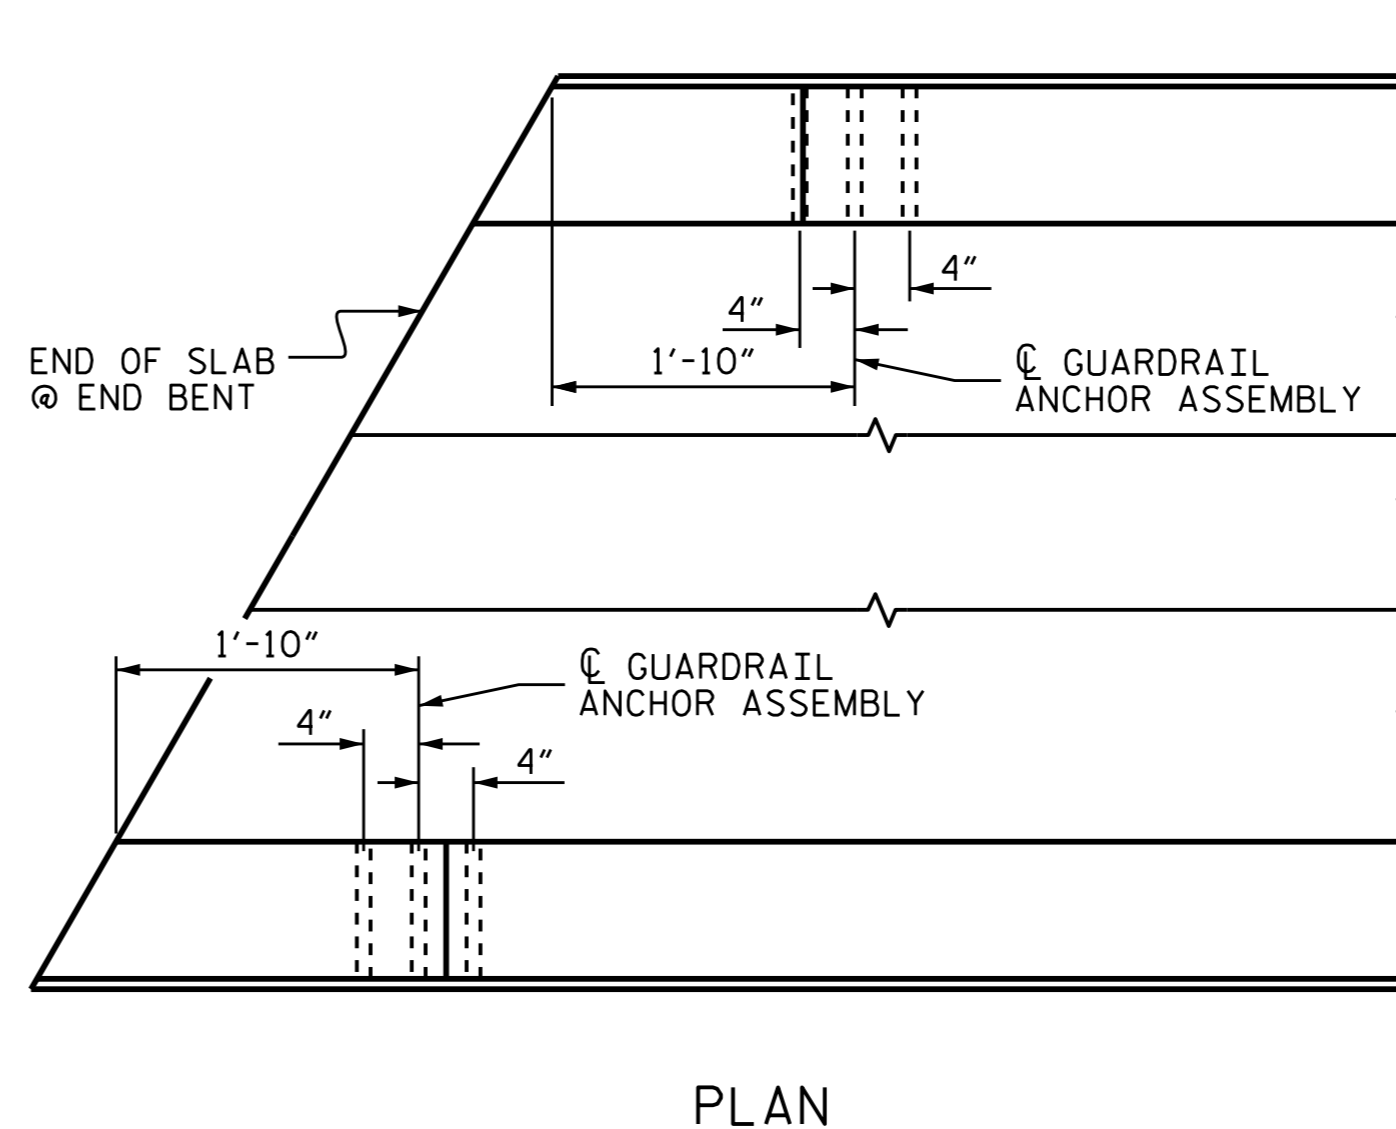 4″
4″
1′-10″
END OF SLAB
@ END BENT
℄ GUARDRAIL
ANCHOR ASSEMBLY
1′-10″
℄ GUARDRAIL
ANCHOR ASSEMBLY
4″
4″
PLAN